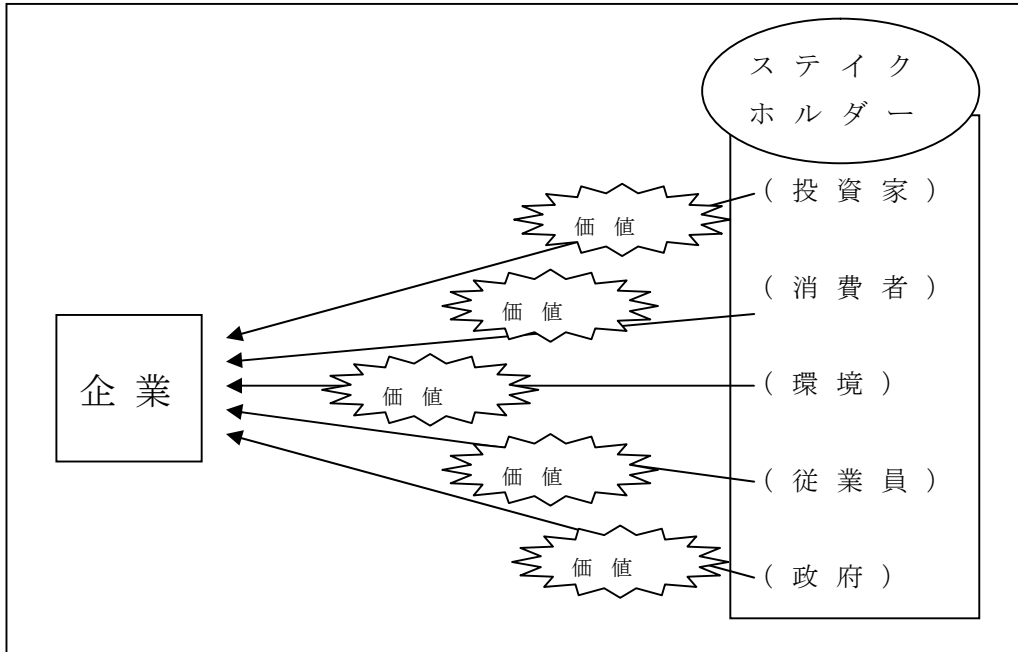 ステイク
ホルダー
(投資家)
価値
(消費者)
価値
企業
価値
(環境)
価値
(従業員)
価値
(政府)